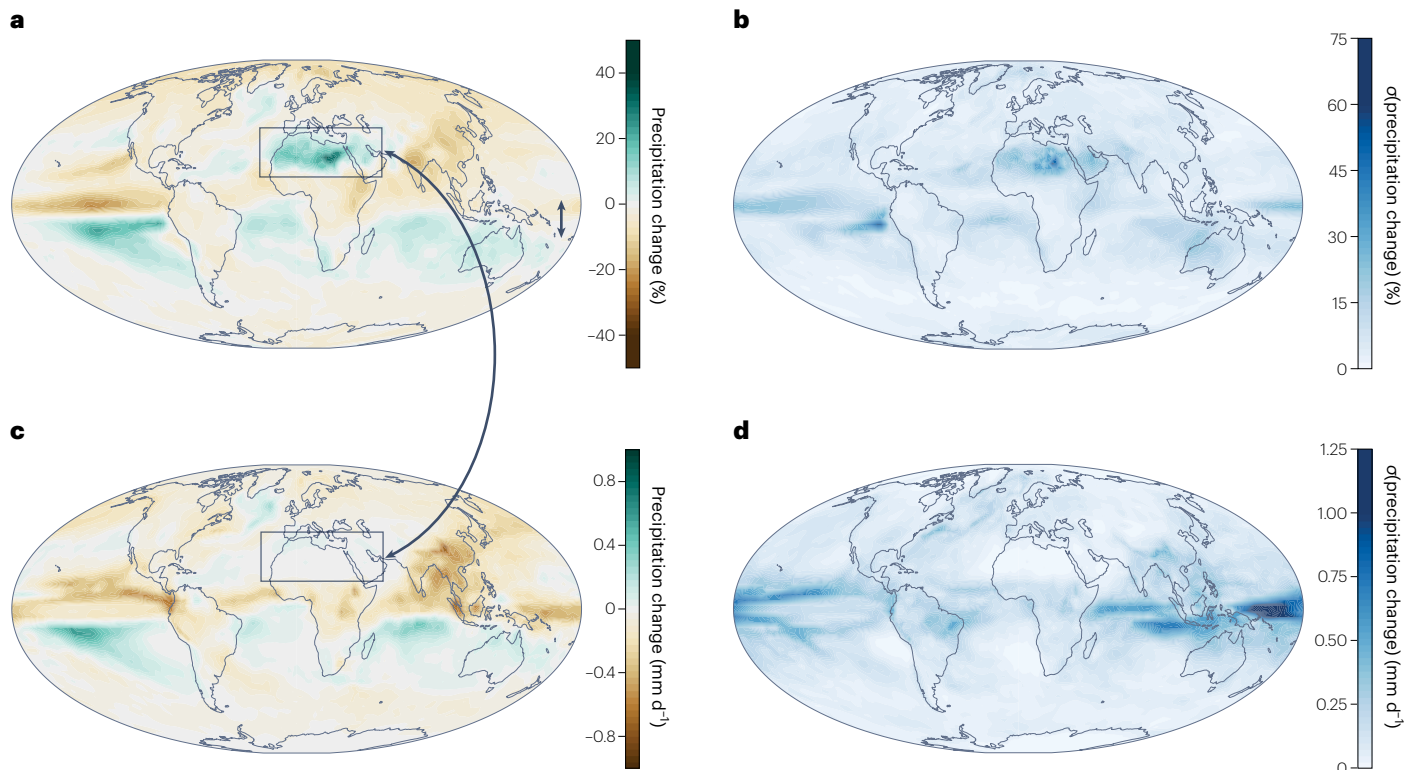 a
40
20
0
−20
−40
Precipitation change (%)
b
75
60
45
30
15
0
σ(precipitation change) (%)
c
0.8
0.4
0
−0.4
−0.8
Precipitation change (mm d⁻¹)
d
1.25
1.00
0.75
0.50
0.25
0
σ(precipitation change) (mm d⁻¹)